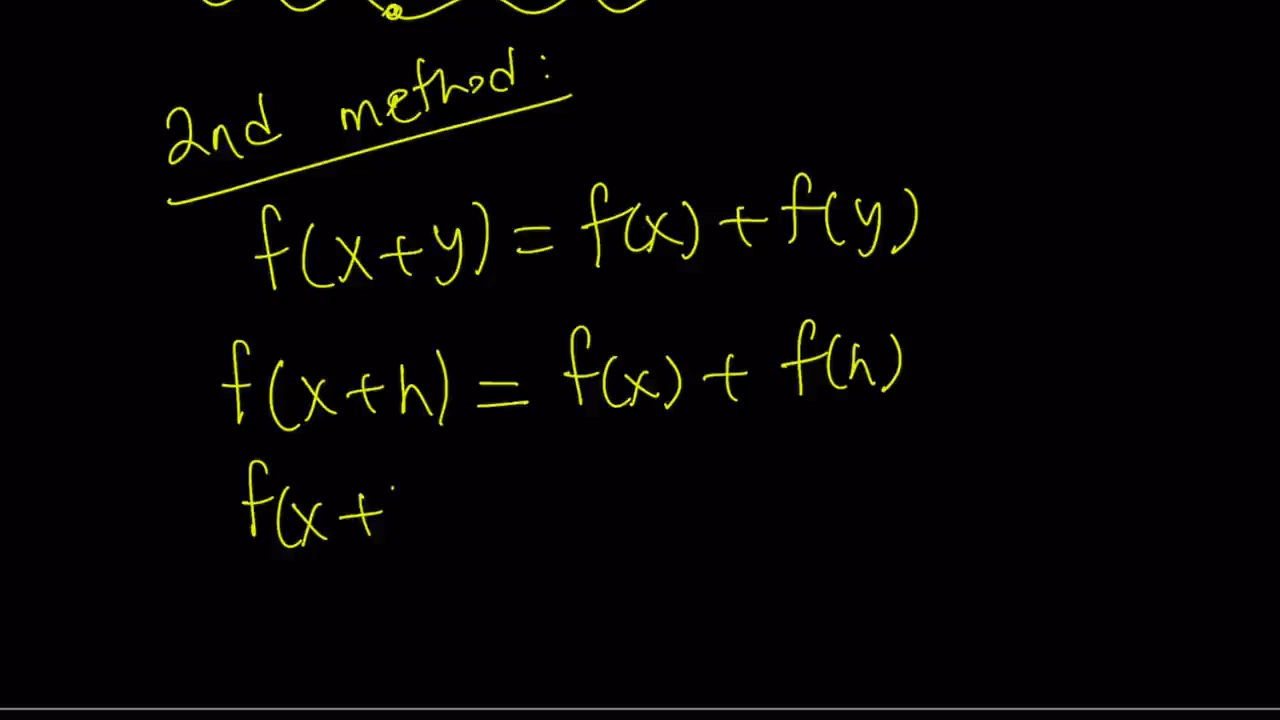 2nd method:
f(x+y) = f(x) + f(y)
f(x+h) = f(x) + f(h)
f(x+